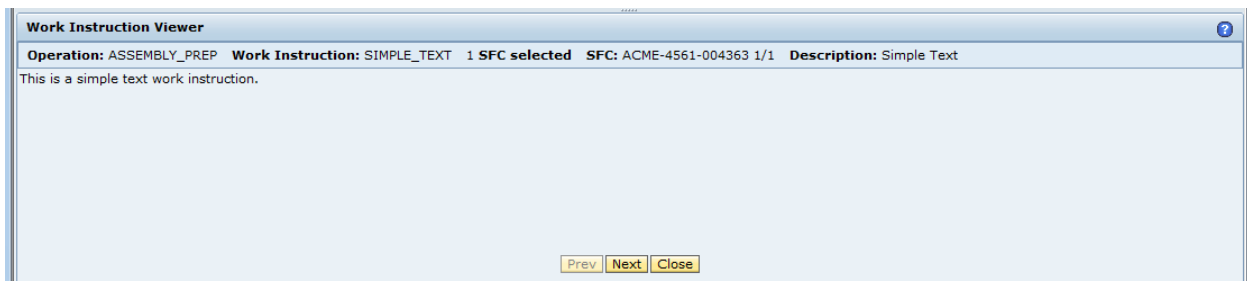 Work Instruction Viewer
?
Operation: ASSEMBLY_PREP Work Instruction: SIMPLE_TEXT 1 SFC selected SFC: ACME-4561-004363 1/1 Description: Simple Text
This is a simple text work instruction.
Prev Next Close